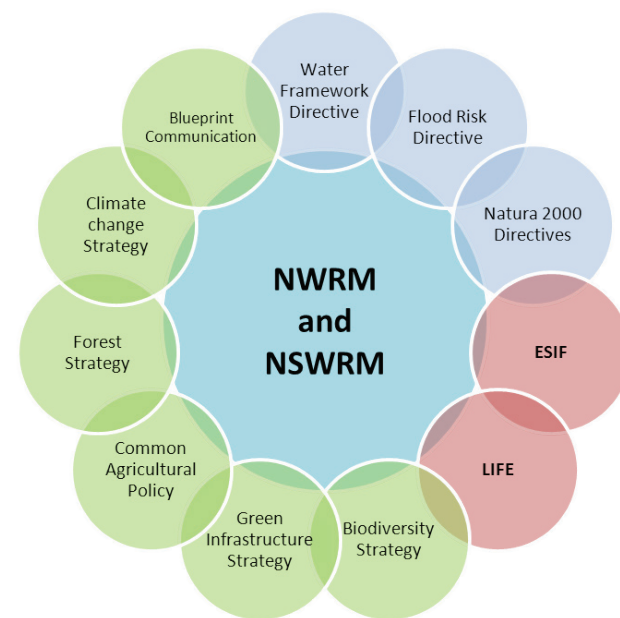 Water
Framework
Directive
Flood Risk
Directive
Natura 2000
Directives
ESIF
LIFE
Biodiversity
Strategy
Green
Infrastructure
Strategy
Common
Agricultural
Policy
Forest
Strategy
Climate
change
Strategy
Blueprint
Communication
NWRM
and
NSWRM